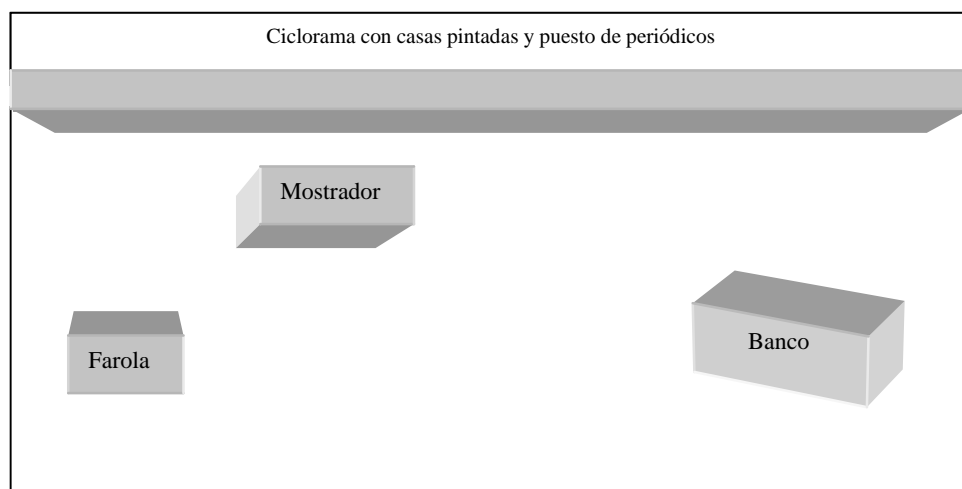 Ciclorama con casas pintadas y puesto de periódicos
Mostrador
Banco
Farola